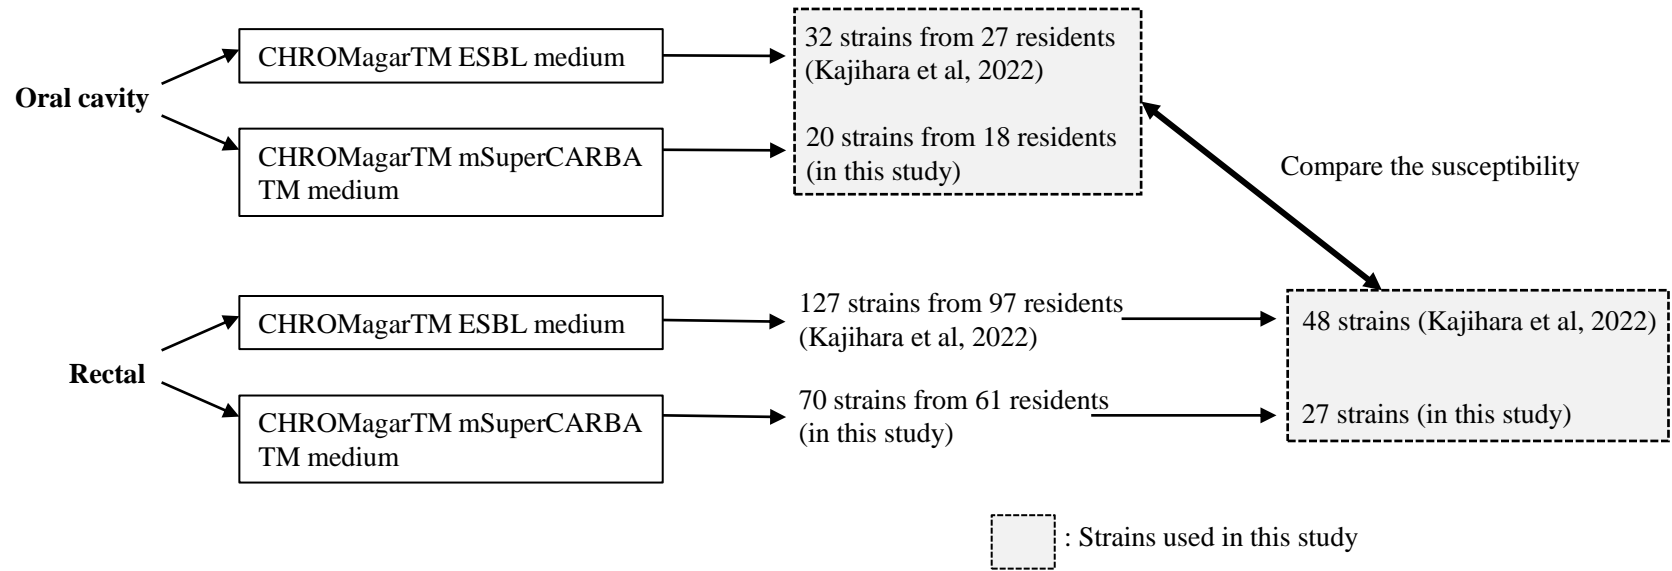 Oral cavity
CHROMagarTM ESBL medium
32 strains from 27 residents
(Kajihara et al, 2022)
CHROMagarTM mSuperCARBA
TM medium
20 strains from 18 residents
(in this study)
Compare the susceptibility
Rectal
CHROMagarTM ESBL medium
127 strains from 97 residents
(Kajihara et al, 2022)
48 strains (Kajihara et al, 2022)
CHROMagarTM mSuperCARBA
TM medium
70 strains from 61 residents
(in this study)
27 strains (in this study)
: Strains used in this study